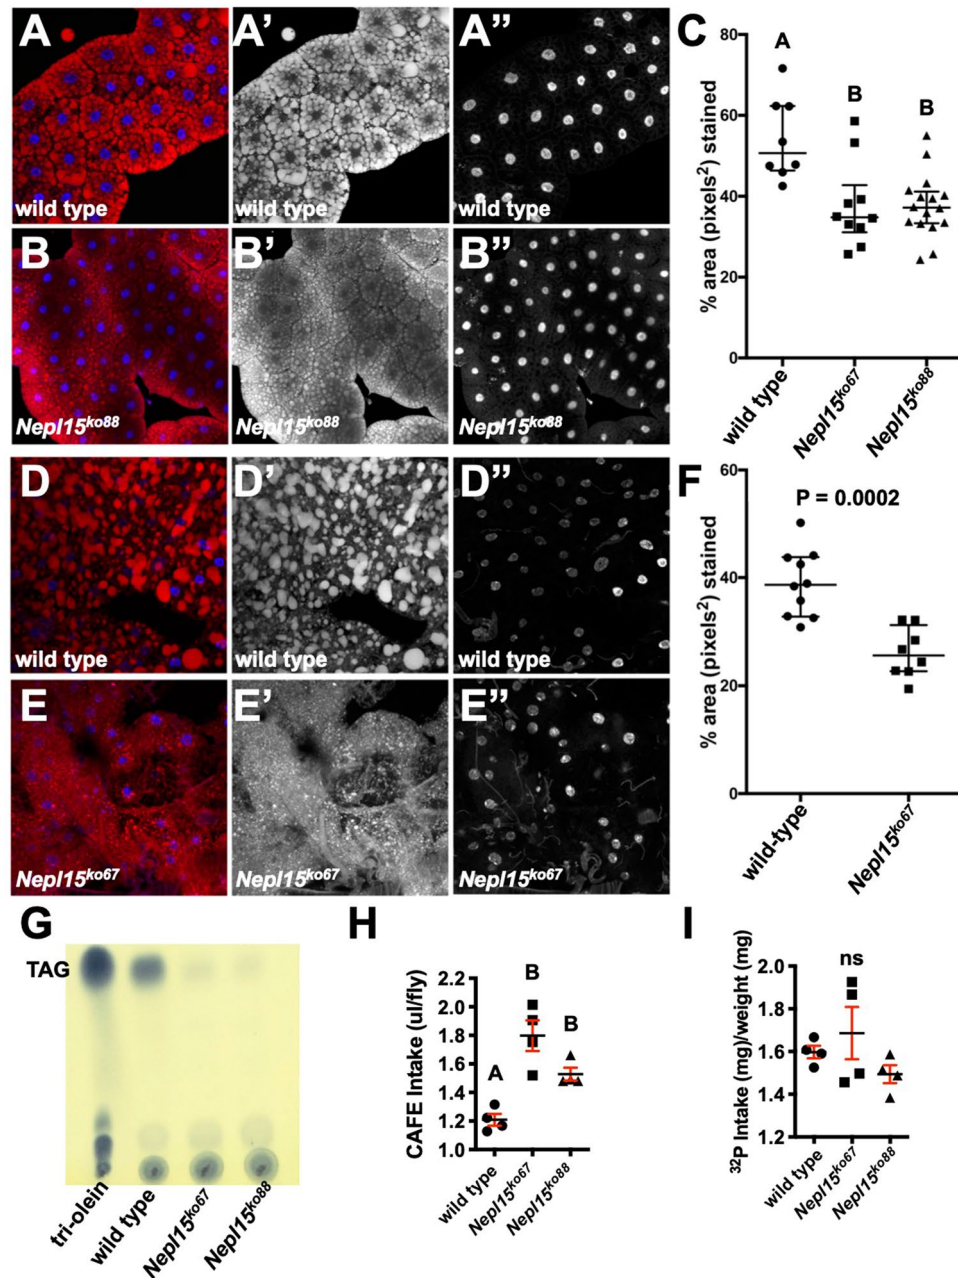 A
A’
A”
wild type
wild type
wild type
B
B’
B”
Nepl15ko88
Nepl15ko88
C
% area (pixels2) stained
80
60
40
20
0
A
B
B
wild type
Nepl15ko67
Nepl15ko88
D
D’
D”
wild type
wild type
wild type
E
E’
E”
Nepl15ko67
Nepl15ko67
F
% area (pixels2) stained
60
40
20
0
P = 0.0002
wild-type
Nepl15ko67
G
TAG
tri-olein
wild type
Nepl15ko67
Nepl15ko88
H
CAFE Intake (ul/fly)
2.2
2.0
1.8
1.6
1.4
1.2
1.0
A
B
B
wild type
Nepl15ko67
Nepl15ko88
I
32P Intake (mg)/weight (mg)
2.0
1.8
1.6
1.4
1.2
ns
wild type
Nepl15ko67
Nepl15ko88